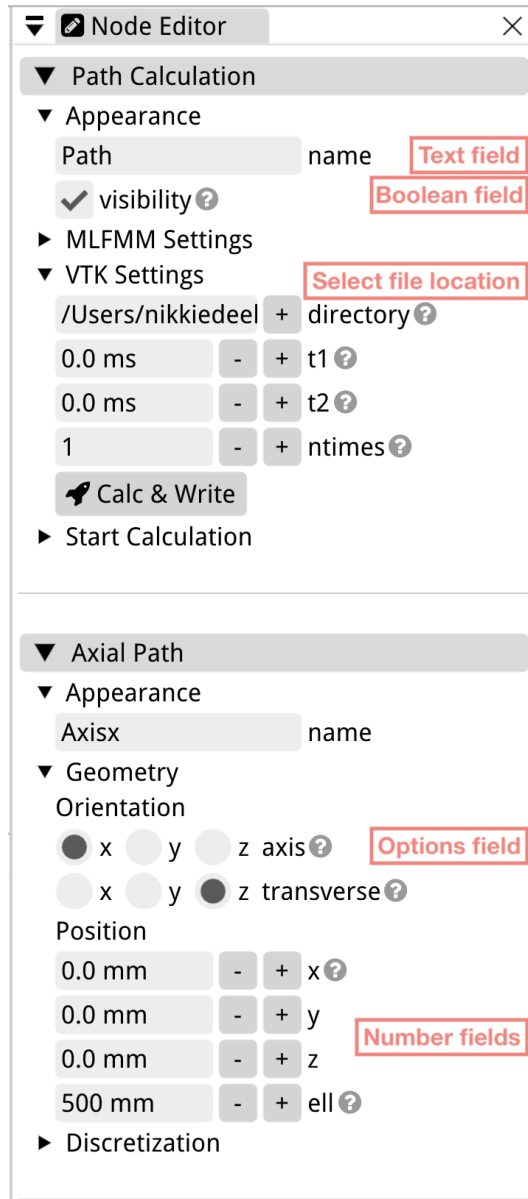 Node Editor
Path Calculation
Appearance
Path name Text field
visibility Boolean field
MLFMM Settings
VTK Settings Select file location
/Users/nikkiedeel + directory
0.0 ms - + t1
0.0 ms - + t2
1 - + ntimes
Calc & Write
Start Calculation
Axial Path
Appearance
Axisx name
Geometry
Orientation
x y z axis Options field
x y z transverse
Position
0.0 mm - + x
0.0 mm - + y
0.0 mm - + z Number fields
500 mm - + ell
Discretization